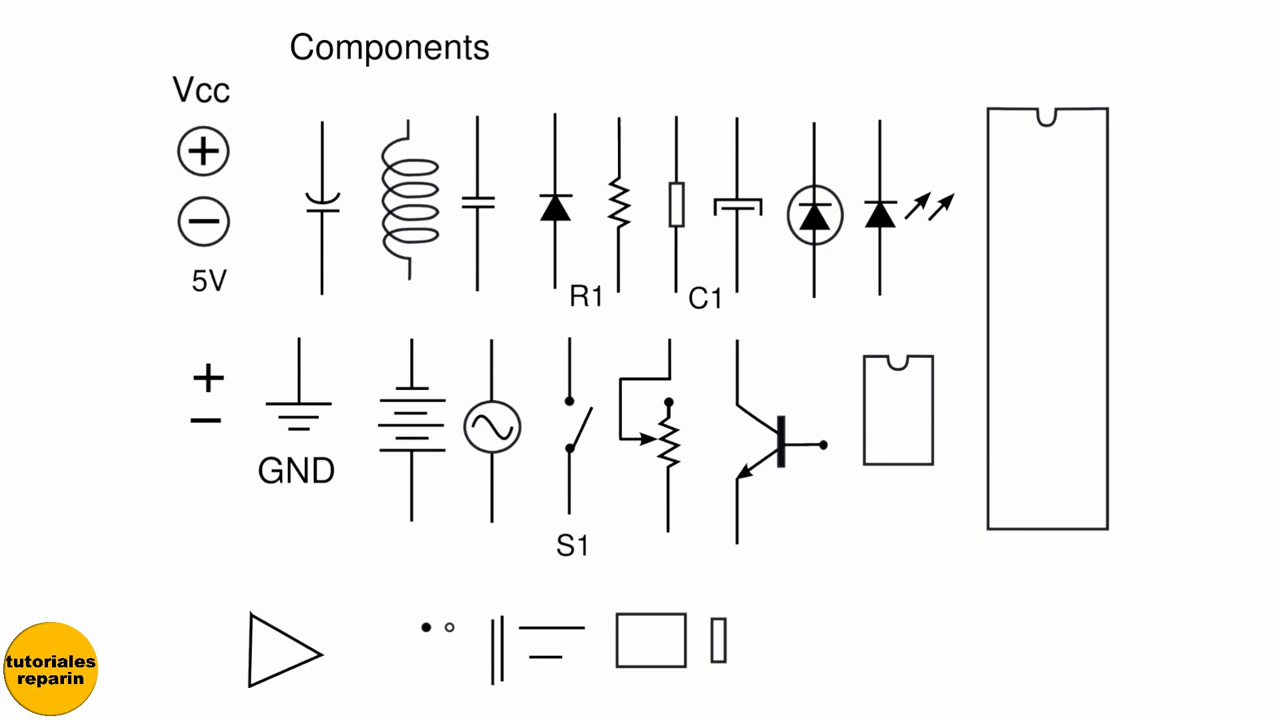 Components
Vcc
+
−
5V
R1
C1
+
−
GND
S1
tutoriales
reparin